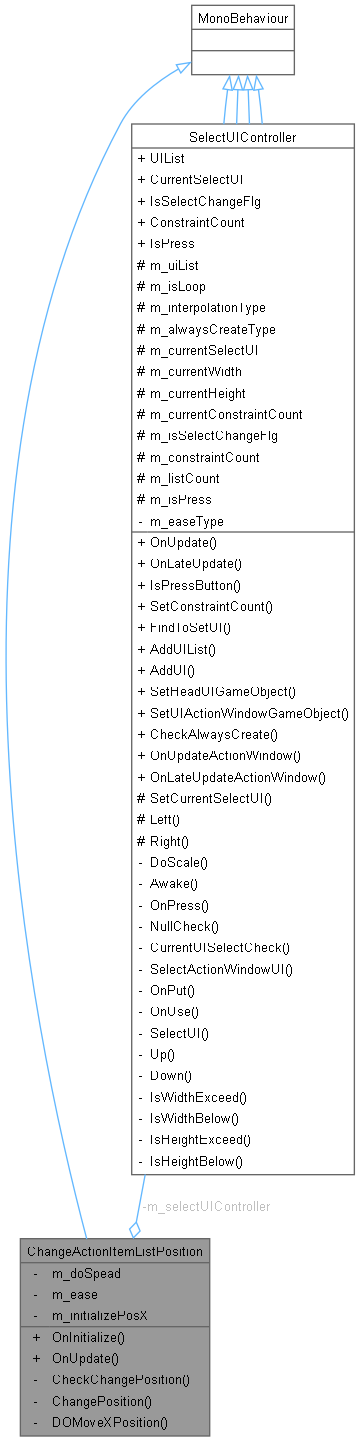 MonoBehaviour
SelectUIController
+ UIList
+ CurrentSelectUI
+ IsSelectChangeFlg
+ ConstraintCount
+ IsPress
# m_uiList
# m_isLoop
# m_interpolationType
# m_alwaysCreateType
# m_currentSelectUI
# m_currentWidth
# m_currentHeight
# m_currentConstraintCount
# m_isSelectChangeFlg
# m_constraintCount
# m_listCount
# m_isPress
- m_easeType
+ OnUpdate()
+ OnLateUpdate()
+ IsPressButton()
+ SetConstraintCount()
+ FindToSetUI()
+ AddUIList()
+ AddUI()
+ SetHeadUIGameObject()
+ SetUIActionWindowGameObject()
+ CheckAlwaysCreate()
+ OnUpdateActionWindow()
+ OnLateUpdateActionWindow()
# SetCurrentSelectUI()
# Left()
# Right()
- DoScale()
- Awake()
- OnPress()
- NullCheck()
- CurrentUISelectCheck()
- SelectActionWindowUI()
- OnPut()
- OnUse()
- SelectUI()
- Up()
- Down()
- IsWidthExceed()
- IsWidthBelow()
- IsHeightExceed()
- IsHeightBelow()
-m_selectUIController
ChangeActionItemListPosition
- m_doSpead
- m_ease
- m_initializePosX
+ OnInitialize()
+ OnUpdate()
- CheckChangePosition()
- ChangePosition()
- DOMoveXPosition()